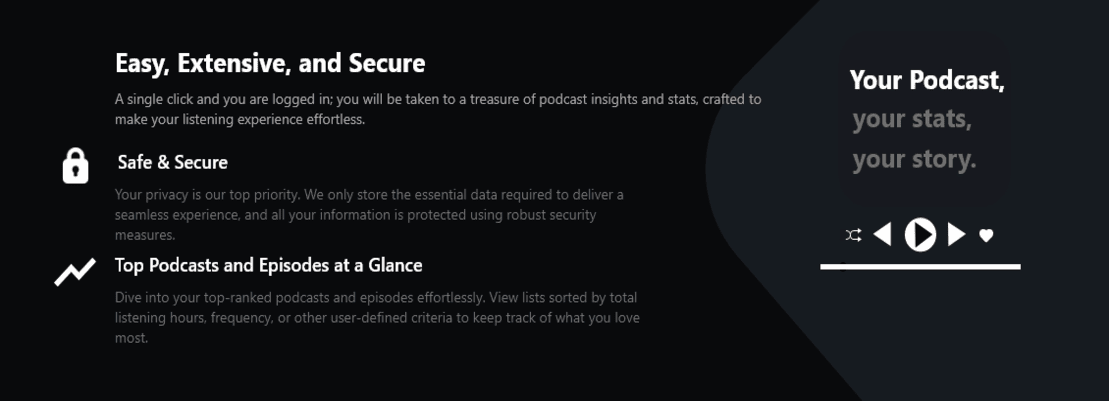 Easy, Extensive, and Secure
A single click and you are logged in; you will be taken to a treasure of podcast insights and stats, crafted to
make your listening experience effortless.
Safe & Secure
Your privacy is our top priority. We only store the essential data required to deliver a
seamless experience, and all your information is protected using robust security
measures.
Top Podcasts and Episodes at a Glance
Dive into your top-ranked podcasts and episodes effortlessly. View lists sorted by total
listening hours, frequency, or other user-defined criteria to keep track of what you love
most.
Your Podcast,
your stats,
your story.